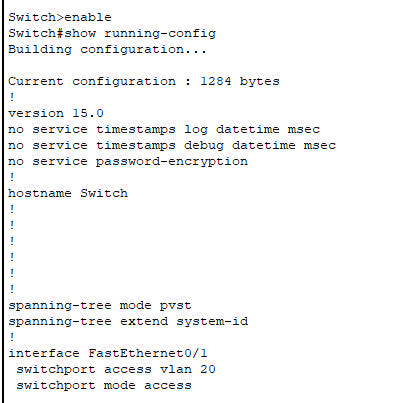 Switch>enable
Switch#show running-config
Building configuration...
Current configuration : 1284 bytes
!
version 15.0
no service timestamps log datetime msec
no service timestamps debug datetime msec
no service password-encryption
!
hostname Switch
!
!
!
!
!
!
spanning-tree mode pvst
spanning-tree extend system-id
!
interface FastEthernet0/1
switchport access vlan 20
switchport mode access